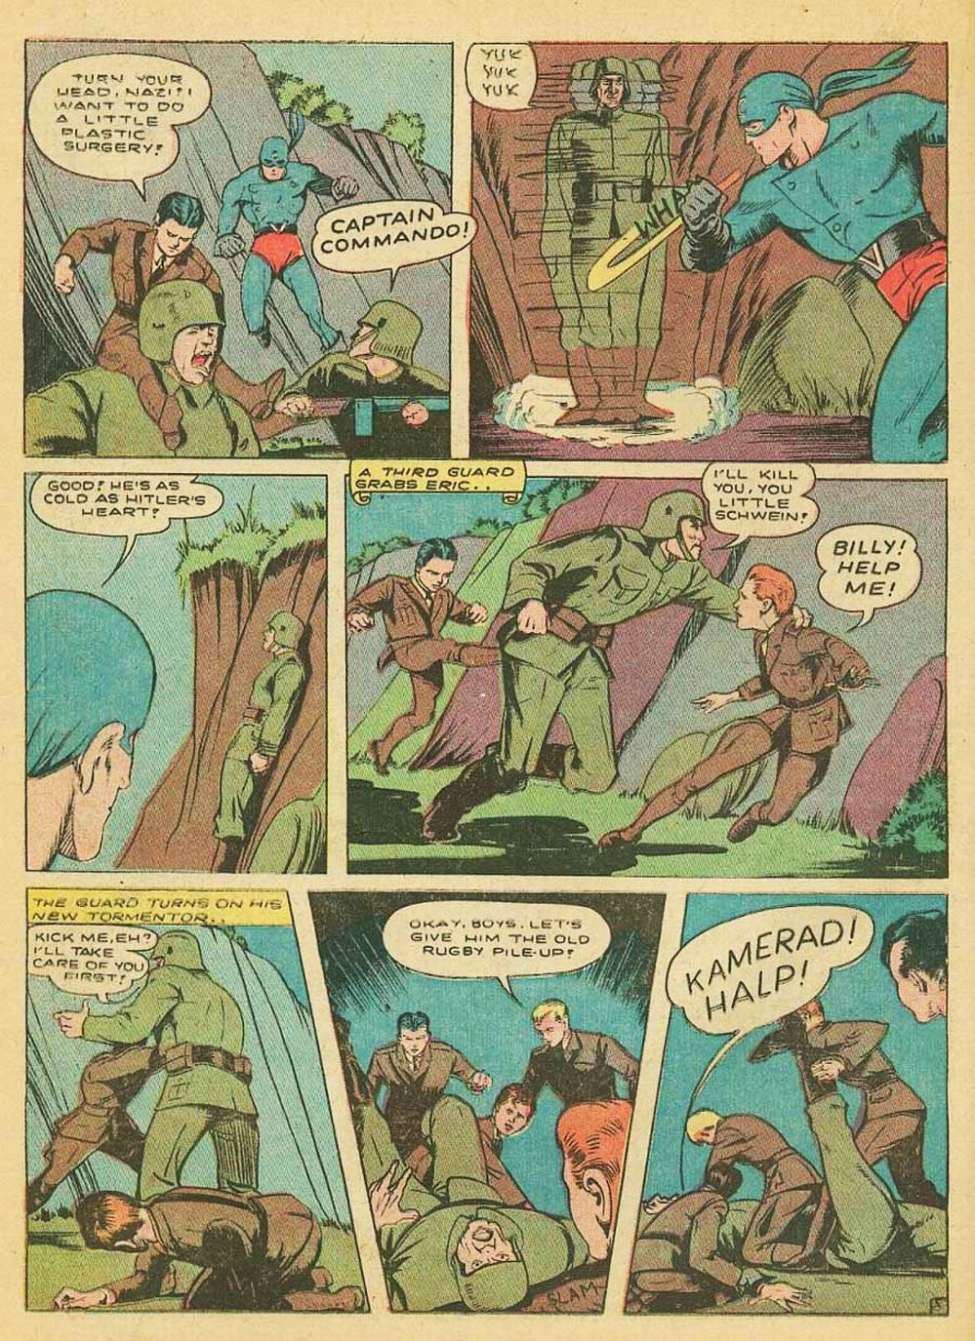 TURN YOUR
HEAD, NAZI! I
WANT TO DO
A LITTLE
PLASTIC
SURGERY!
CAPTAIN
COMMANDO!
YUK
YUK
YUK
WHA
GOOD! HE'S AS
COLD AS HITLER'S
HEART!
A THIRD GUARD
GRABS ERIC..
I'LL KILL
YOU, YOU
LITTLE
SCHWEIN!
BILLY!
HELP
ME!
THE GUARD TURNS ON HIS
NEW TORMENTOR..
KICK ME, EH?
I'LL TAKE
CARE OF YOU
FIRST!
OKAY, BOYS. LET'S
GIVE HIM THE OLD
RUGBY PILE-UP!
SLAM
KAMERAD!
HALP!
5